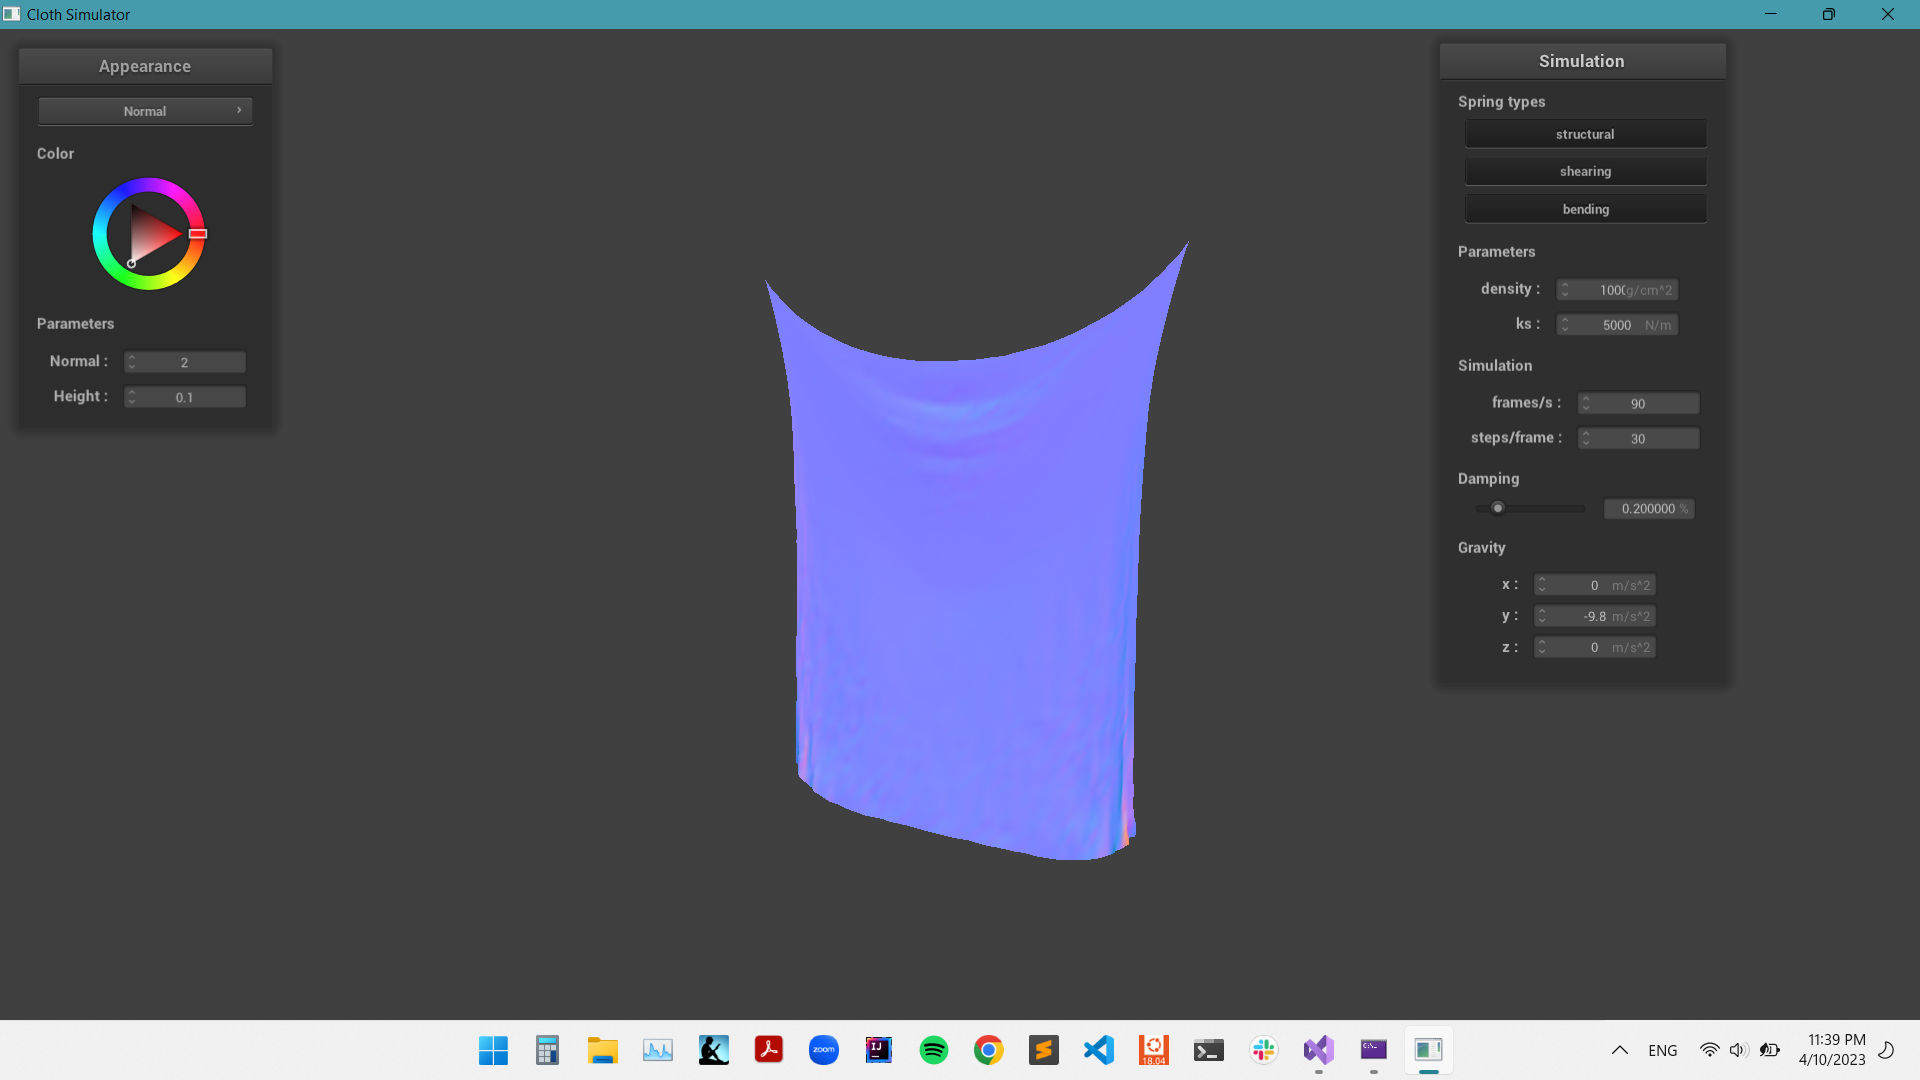 Cloth Simulator
Appearance
Normal
Color
Parameters
Normal : 2
Height : 0.1
Simulation
Spring types
structural
shearing
bending
Parameters
density : 1000 g/cm^2
ks : 5000 N/m
Simulation
frames/s : 90
steps/frame : 30
Damping
0.200000 %
Gravity
x : 0 m/s^2
y : -9.8 m/s^2
z : 0 m/s^2
zoom
IJ
18.04
C:\.
ENG
11:39 PM
4/10/2023